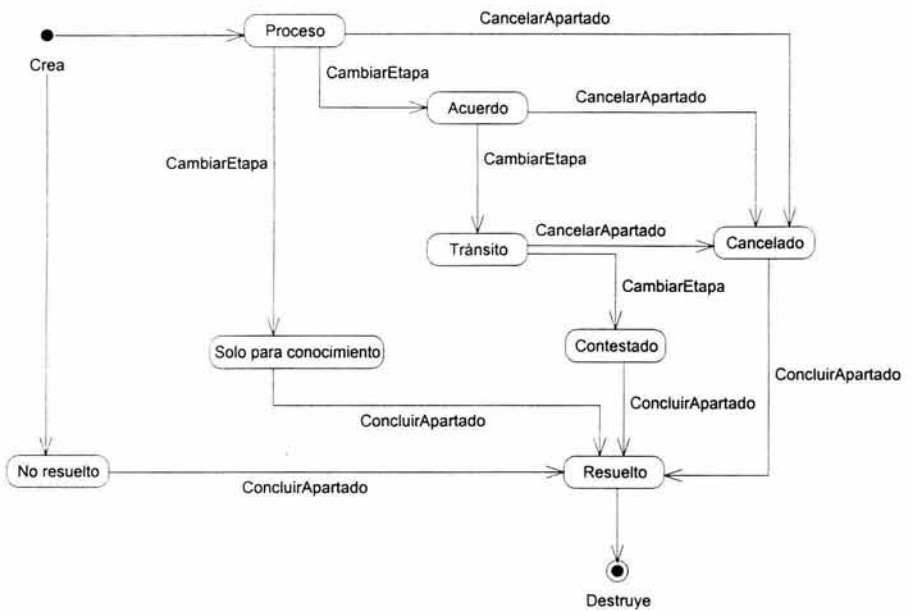 CancelarApartado
Proceso
Crea
CambiarEtapa
Acuerdo
CancelarApartado
CambiarEtapa
CambiarEtapa
Tránsito
CancelarApartado
Cancelado
CambiarEtapa
Solo para conocimiento
Contestado
ConcluirApartado
ConcluirApartado
ConcluirApartado
No resuelto
ConcluirApartado
Resuelto
Destruye